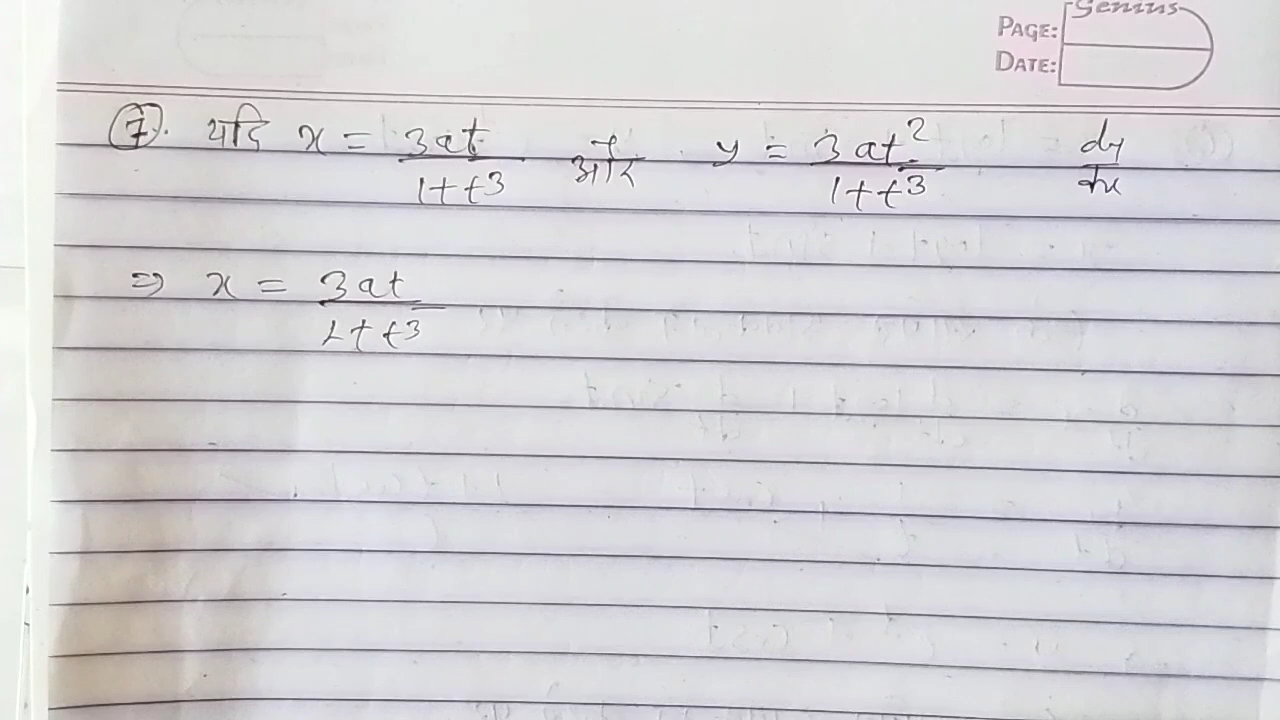 Genius
PAGE:
DATE:
⑦. यदि x = 3at / 1+t³ और y = 3at² / 1+t³ dy/dx
⇒ x = 3at / 1+t³